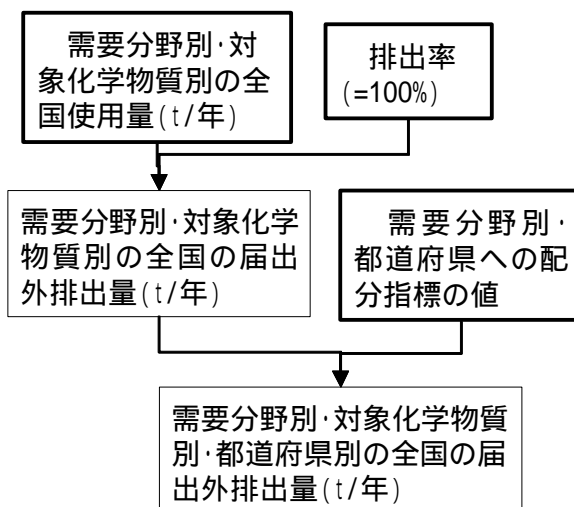 需要分野別･対
象化学物質別の全
国使用量(t/年)
排出率
(=100%)
需要分野別･対象化学
物質別の全国の届出
外排出量(t/年)
需要分野別･
都道府県への配
分指標の値
需要分野別･対象化学物質
別･都道府県別の全国の届
出外排出量(t/年)